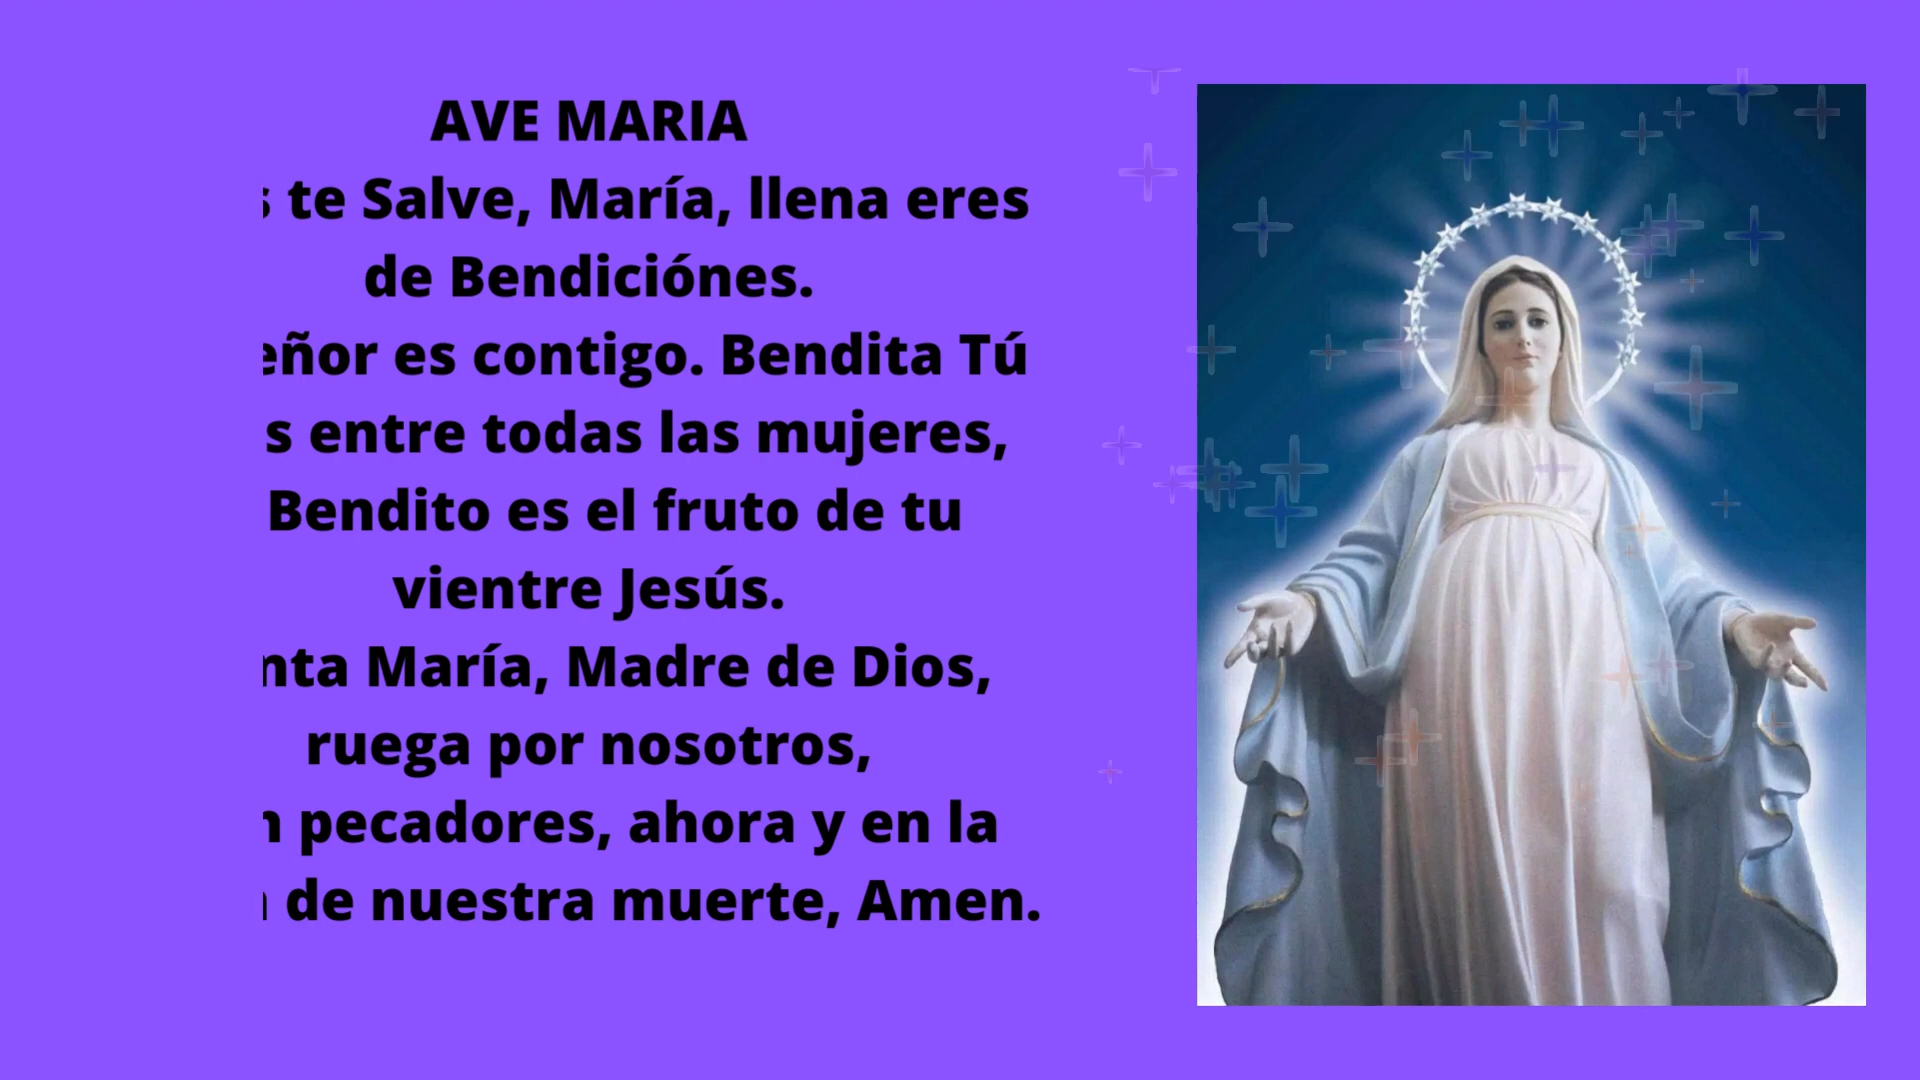 AVE MARIA
te Salve, María, llena eres
de Bendiciónes.
es contigo. Bendita Tú
entre todas las mujeres,
Bendito es el fruto de tu
vientre Jesús.
María, Madre de Dios,
ruega por nosotros,
pecadores, ahora y en la
de nuestra muerte, Amen.